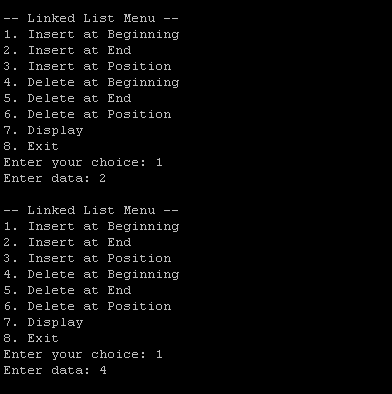 -- Linked List Menu --
1. Insert at Beginning
2. Insert at End
3. Insert at Position
4. Delete at Beginning
5. Delete at End
6. Delete at Position
7. Display
8. Exit
Enter your choice: 1
Enter data: 2

-- Linked List Menu --
1. Insert at Beginning
2. Insert at End
3. Insert at Position
4. Delete at Beginning
5. Delete at End
6. Delete at Position
7. Display
8. Exit
Enter your choice: 1
Enter data: 4